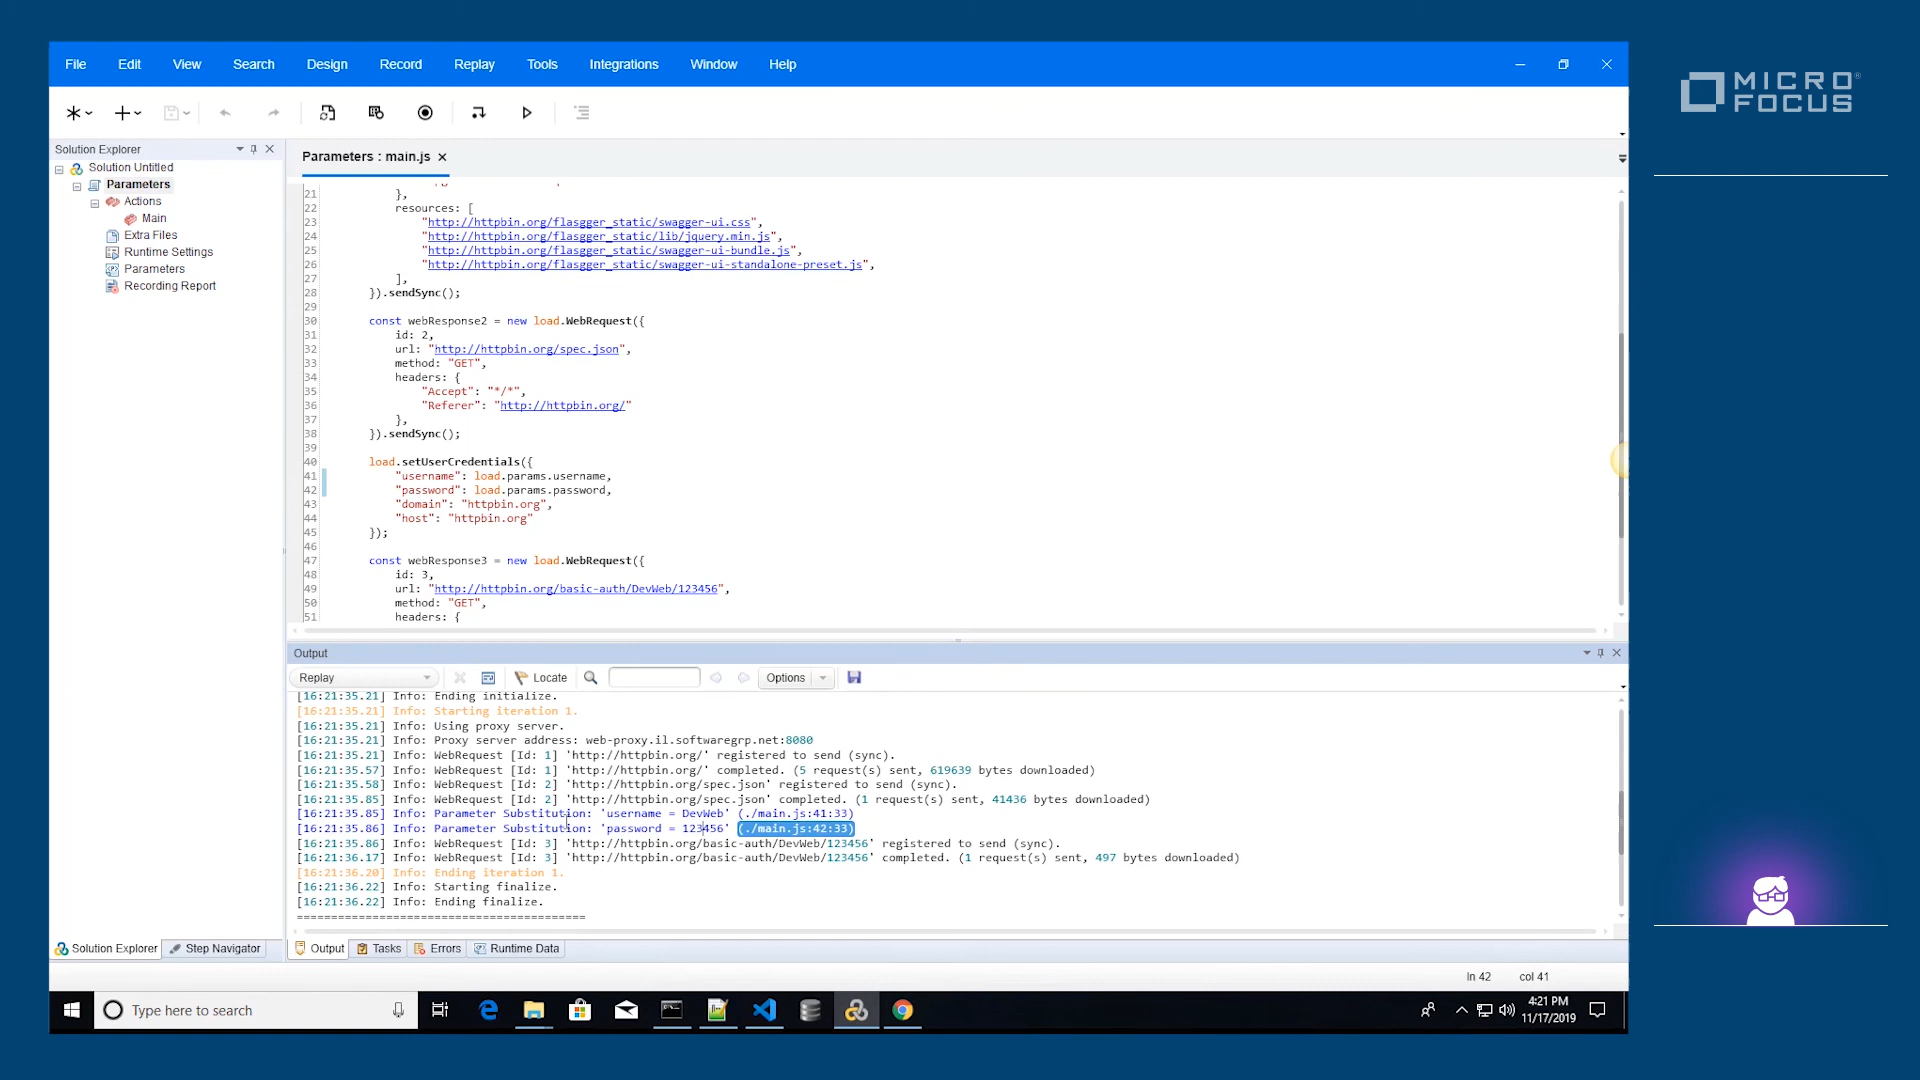 File Edit View Search Design Record Replay Tools Integrations Window Help
MICRO FOCUS
Solution Explorer
Solution Untitled
Parameters
Actions
Main
Extra Files
Runtime Settings
Parameters
Recording Report
Parameters : main.js
21 },
22 resources: [
23 "http://httpbin.org/flasgger_static/swagger-ui.css",
24 "http://httpbin.org/flasgger_static/lib/jquery.min.js",
25 "http://httpbin.org/flasgger_static/swagger-ui-bundle.js",
26 "http://httpbin.org/flasgger_static/swagger-ui-standalone-preset.js",
27 ],
28 }).sendSync();
29
30 const webResponse2 = new load.WebRequest({
31 id: 2,
32 url: "http://httpbin.org/spec.json",
33 method: "GET",
34 headers: {
35 "Accept": "*/*",
36 "Referer": "http://httpbin.org/"
37 },
38 }).sendSync();
39
40 load.setUserCredentials({
41 "username": load.params.username,
42 "password": load.params.password,
43 "domain": "httpbin.org",
44 "host": "httpbin.org"
45 });
46
47 const webResponse3 = new load.WebRequest({
48 id: 3,
49 url: "http://httpbin.org/basic-auth/DevWeb/123456",
50 method: "GET",
51 headers: {
Output
Replay Locate Options
[16:21:35.21] Info: Ending initialize.
[16:21:35.21] Info: Starting iteration 1.
[16:21:35.21] Info: Using proxy server.
[16:21:35.21] Info: Proxy server address: web-proxy.il.softwaregrp.net:8080
[16:21:35.21] Info: WebRequest [Id: 1] 'http://httpbin.org/' registered to send (sync).
[16:21:35.57] Info: WebRequest [Id: 1] 'http://httpbin.org/' completed. (5 request(s) sent, 619639 bytes downloaded)
[16:21:35.58] Info: WebRequest [Id: 2] 'http://httpbin.org/spec.json' registered to send (sync).
[16:21:35.85] Info: WebRequest [Id: 2] 'http://httpbin.org/spec.json' completed. (1 request(s) sent, 41436 bytes downloaded)
[16:21:35.85] Info: Parameter Substitution: 'username = DevWeb' (./main.js:41:33)
[16:21:35.86] Info: Parameter Substitution: 'password = 123456' (./main.js:42:33)
[16:21:35.86] Info: WebRequest [Id: 3] 'http://httpbin.org/basic-auth/DevWeb/123456' registered to send (sync).
[16:21:36.17] Info: WebRequest [Id: 3] 'http://httpbin.org/basic-auth/DevWeb/123456' completed. (1 request(s) sent, 497 bytes downloaded)
[16:21:36.20] Info: Ending iteration 1.
[16:21:36.22] Info: Starting finalize.
[16:21:36.22] Info: Ending finalize.
==========================================
Solution Explorer Step Navigator Output Tasks Errors Runtime Data
ln 42 col 41
Type here to search
4:21 PM
11/17/2019